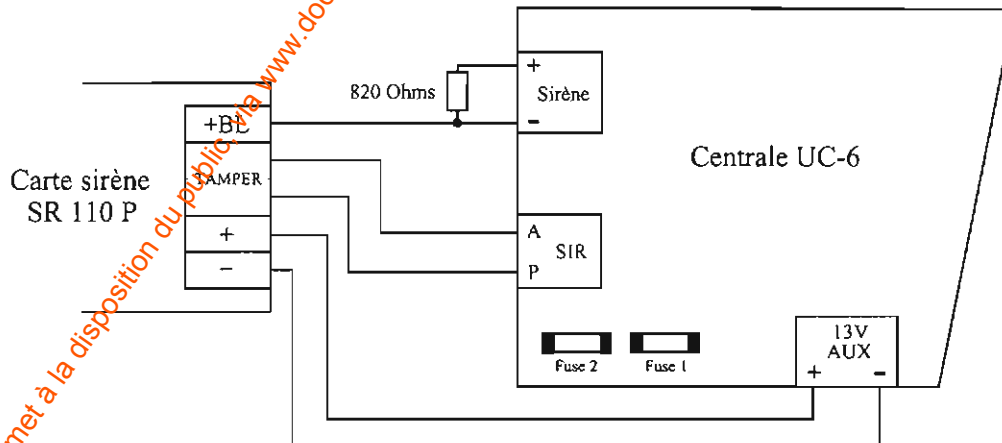 met à la disposition du public, via www.doc
Carte sirène
SR 110 P
+BL
TAMPER
+
-
820 Ohms
+
Sirène
-
A
SIR
P
Centrale UC-6
Fuse 2
Fuse 1
13V
AUX
+ -